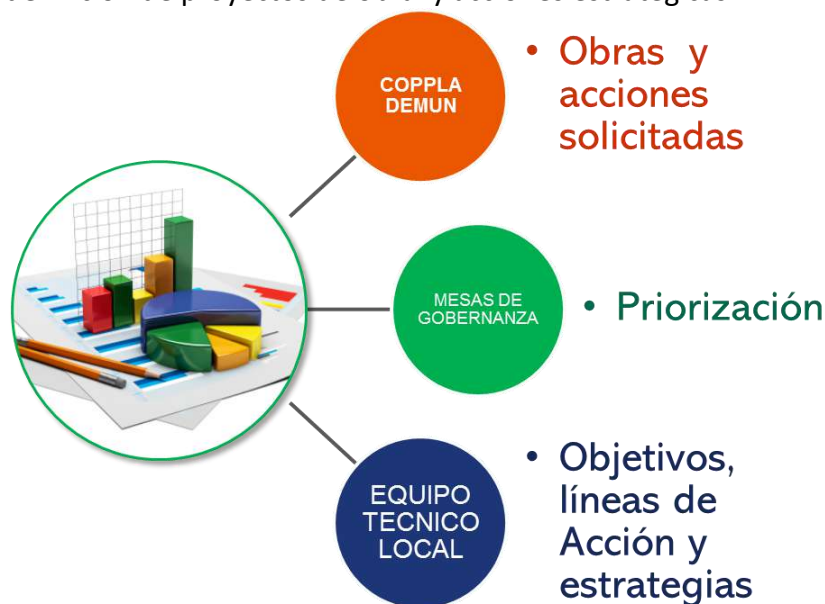 COPPLA
DEMUN
• Obras y
acciones
solicitadas
MESAS DE
GOBERNANZA
• Priorización
EQUIPO
TECNICO
LOCAL
• Objetivos,
líneas de
Acción y
estrategias